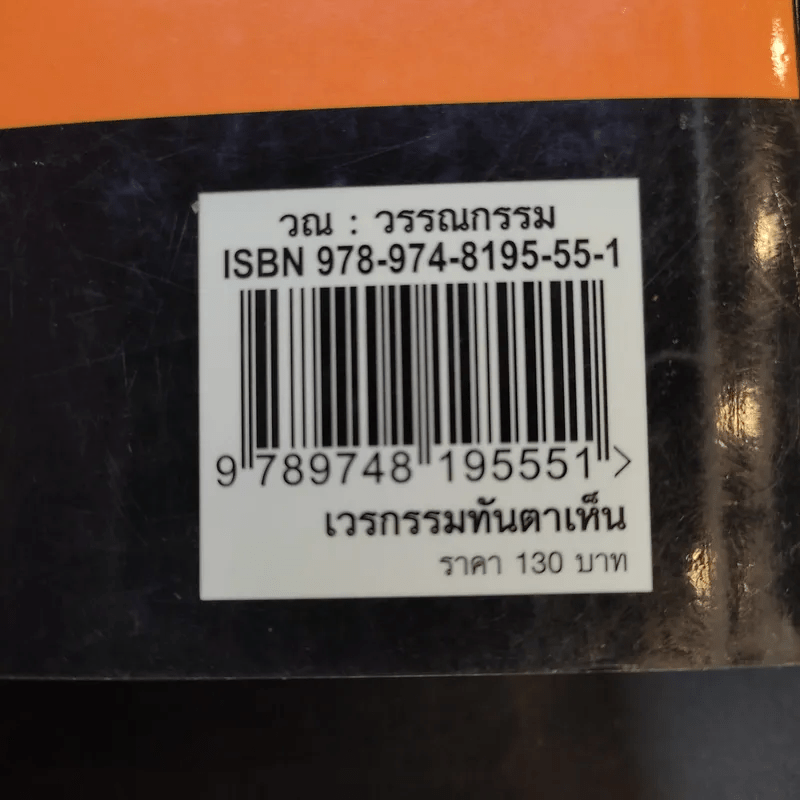 วณ : วรรณกรรม
ISBN 978-974-8195-55-1
9 789748 195551 >
เวรกรรมทันตาเห็น
ราคา 130 บาท